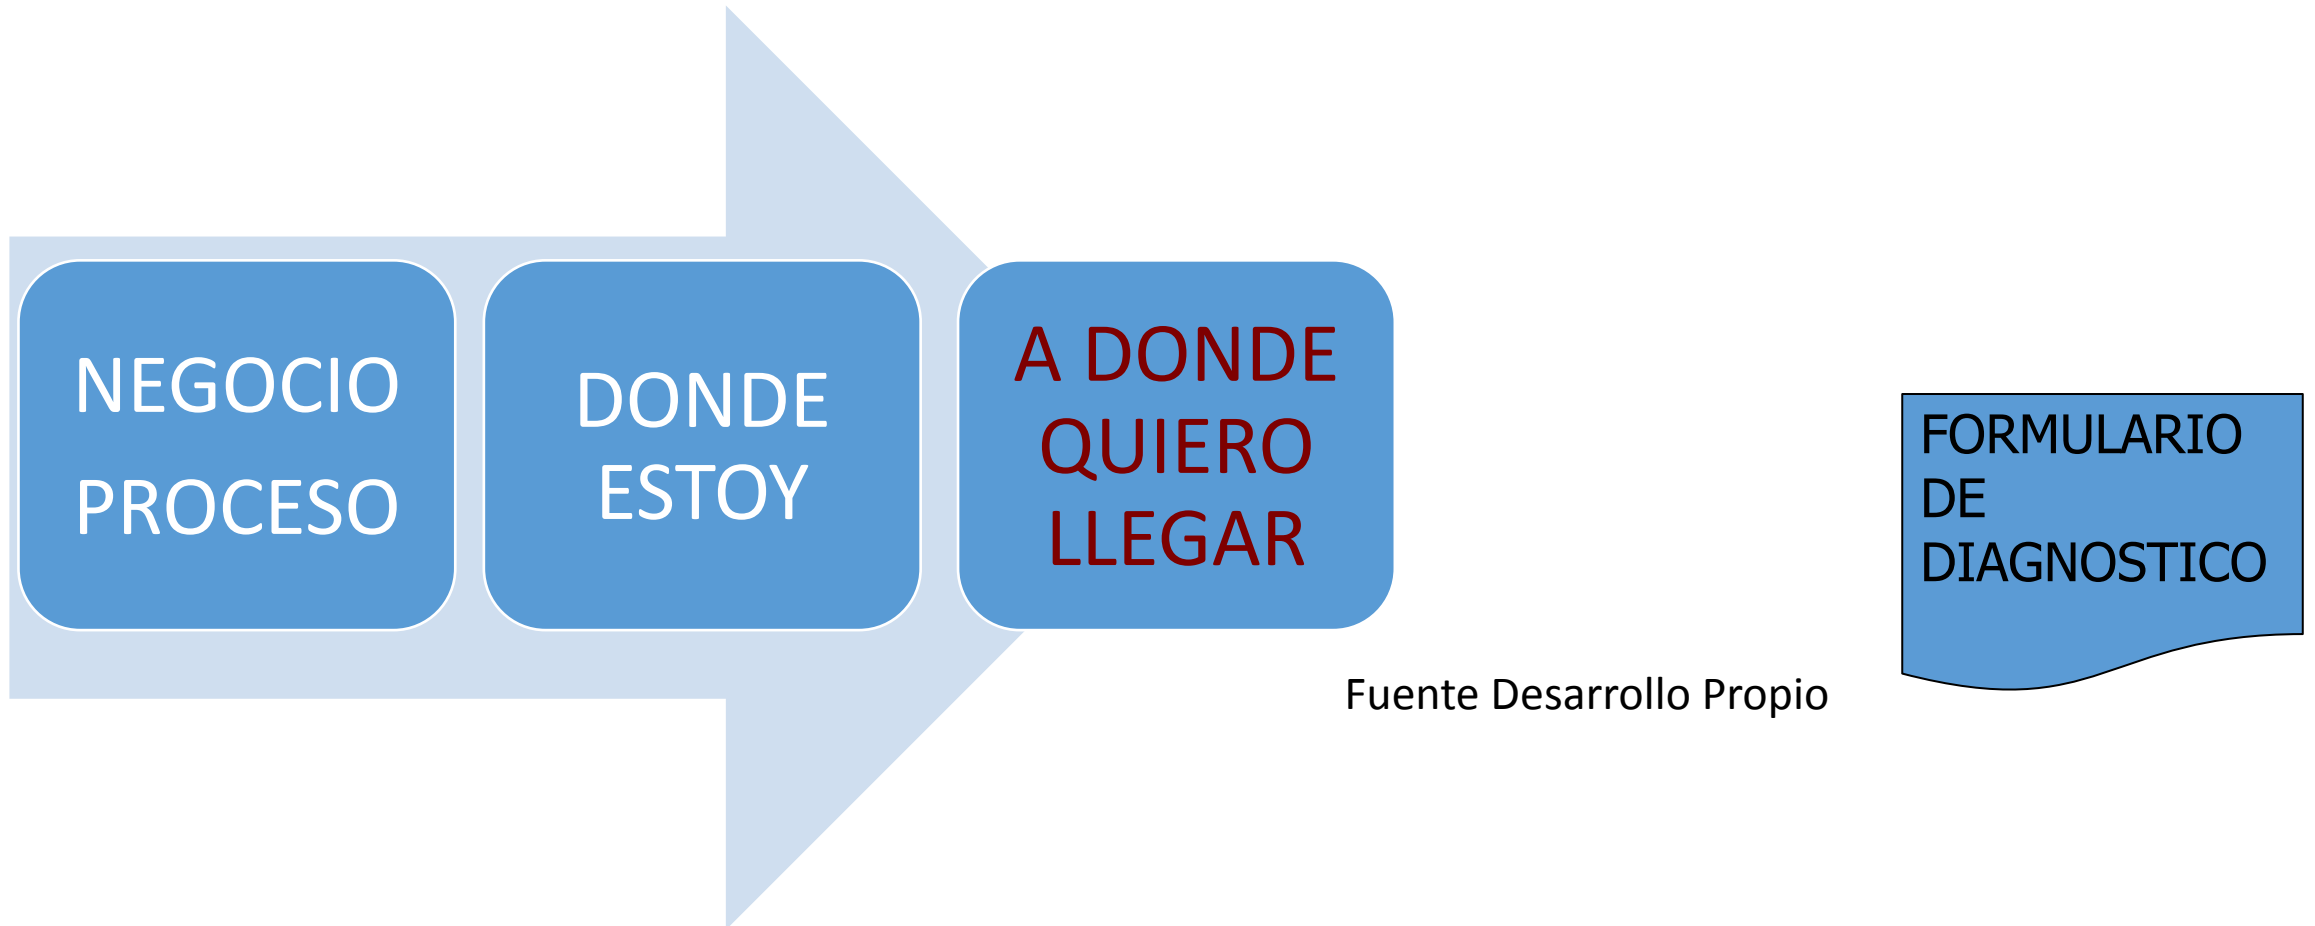 NEGOCIO
PROCESO
DONDE
ESTOY
A DONDE
QUIERO
LLEGAR
FORMULARIO
DE
DIAGNOSTICO
Fuente Desarrollo Propio